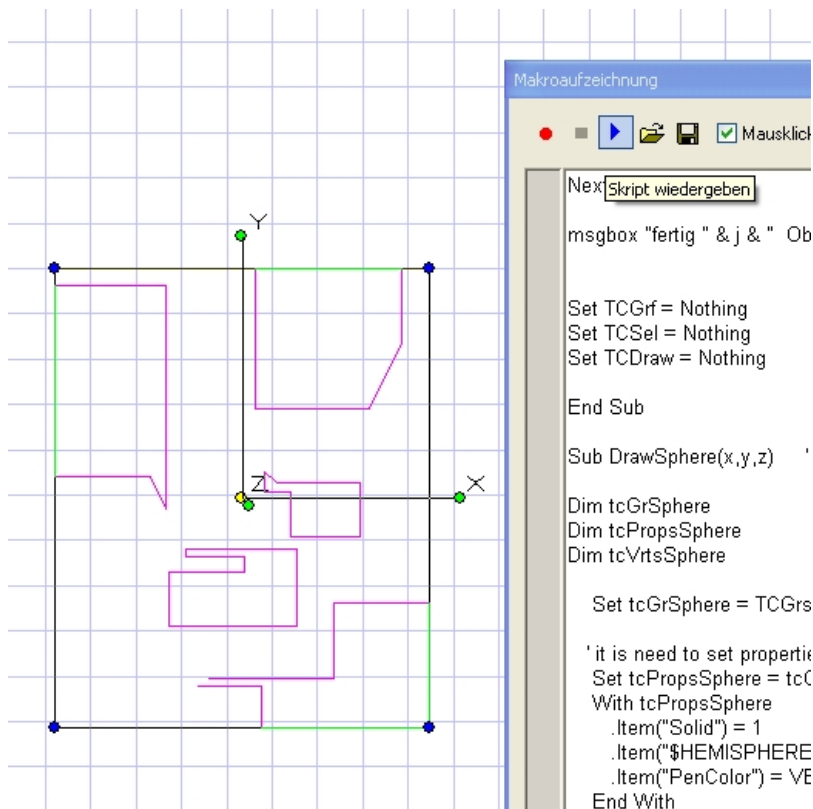 Makroaufzeichnung
Mausklick
Nex
Skript wiedergeben
msgbox "fertig " & j & " Ob
Set TCGrf = Nothing
Set TCSel = Nothing
Set TCDraw = Nothing
End Sub
Sub DrawSphere(x,y,z) '
Dim tcGrSphere
Dim tcPropsSphere
Dim tcVrtsSphere
Set tcGrSphere = TCGrs
' it is need to set propertie
Set tcPropsSphere = tcG
With tcPropsSphere
.Item("Solid") = 1
.Item("$HEMISPHERE
.Item("PenColor") = VE
End With
Y
Z
X